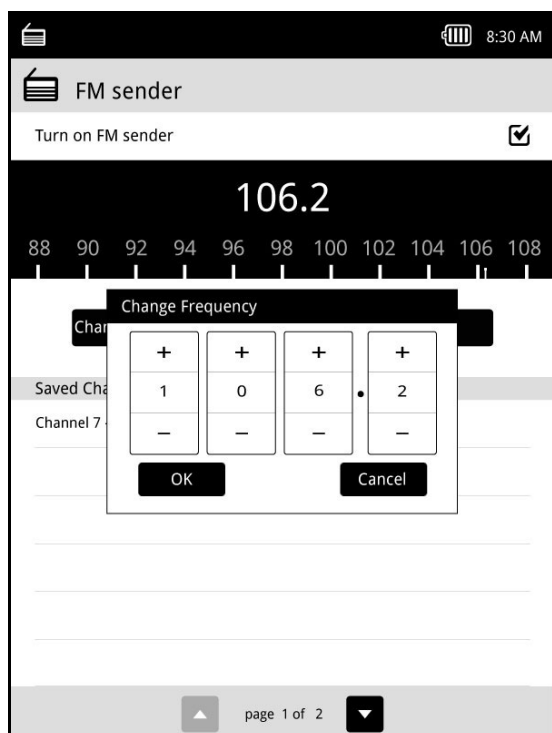 8:30 AM
FM sender
Turn on FM sender
106.2
88 90 92 94 96 98 100 102 104 106 108
Change Frequency
+ + + +
1 0 6 . 2
– – – –
OK Cancel
Saved
Channel 7
page 1 of 2